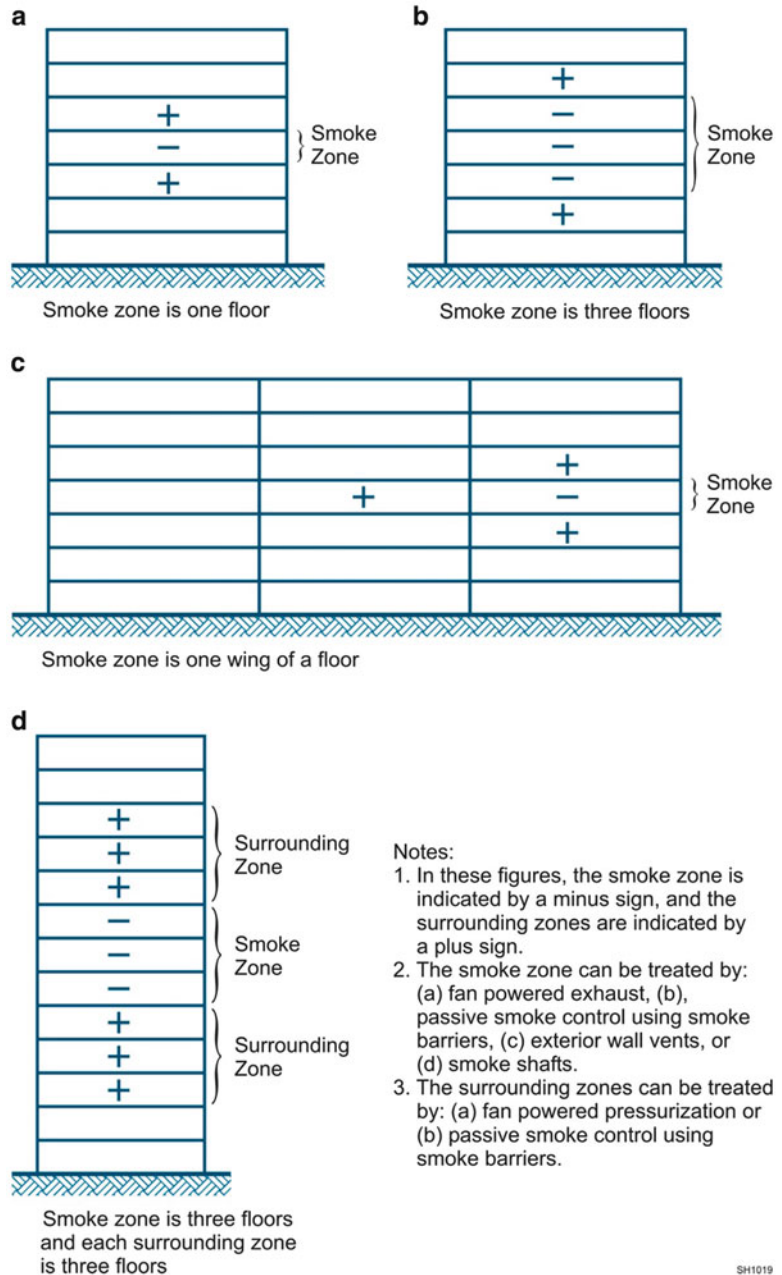 a
+
−
+
Smoke
Zone
Smoke zone is one floor
b
+
−
−
−
+
Smoke
Zone
Smoke zone is three floors
c
+
+
−
+
Smoke
Zone
Smoke zone is one wing of a floor
d
+
+
+
−
−
−
+
+
+
Surrounding
Zone
Smoke
Zone
Surrounding
Zone
Smoke zone is three floors
and each surrounding zone
is three floors
Notes:
1. In these figures, the smoke zone is
indicated by a minus sign, and the
surrounding zones are indicated by
a plus sign.
2. The smoke zone can be treated by:
(a) fan powered exhaust, (b),
passive smoke control using smoke
barriers, (c) exterior wall vents, or
(d) smoke shafts.
3. The surrounding zones can be treated
by: (a) fan powered pressurization or
(b) passive smoke control using
smoke barriers.
SH1019